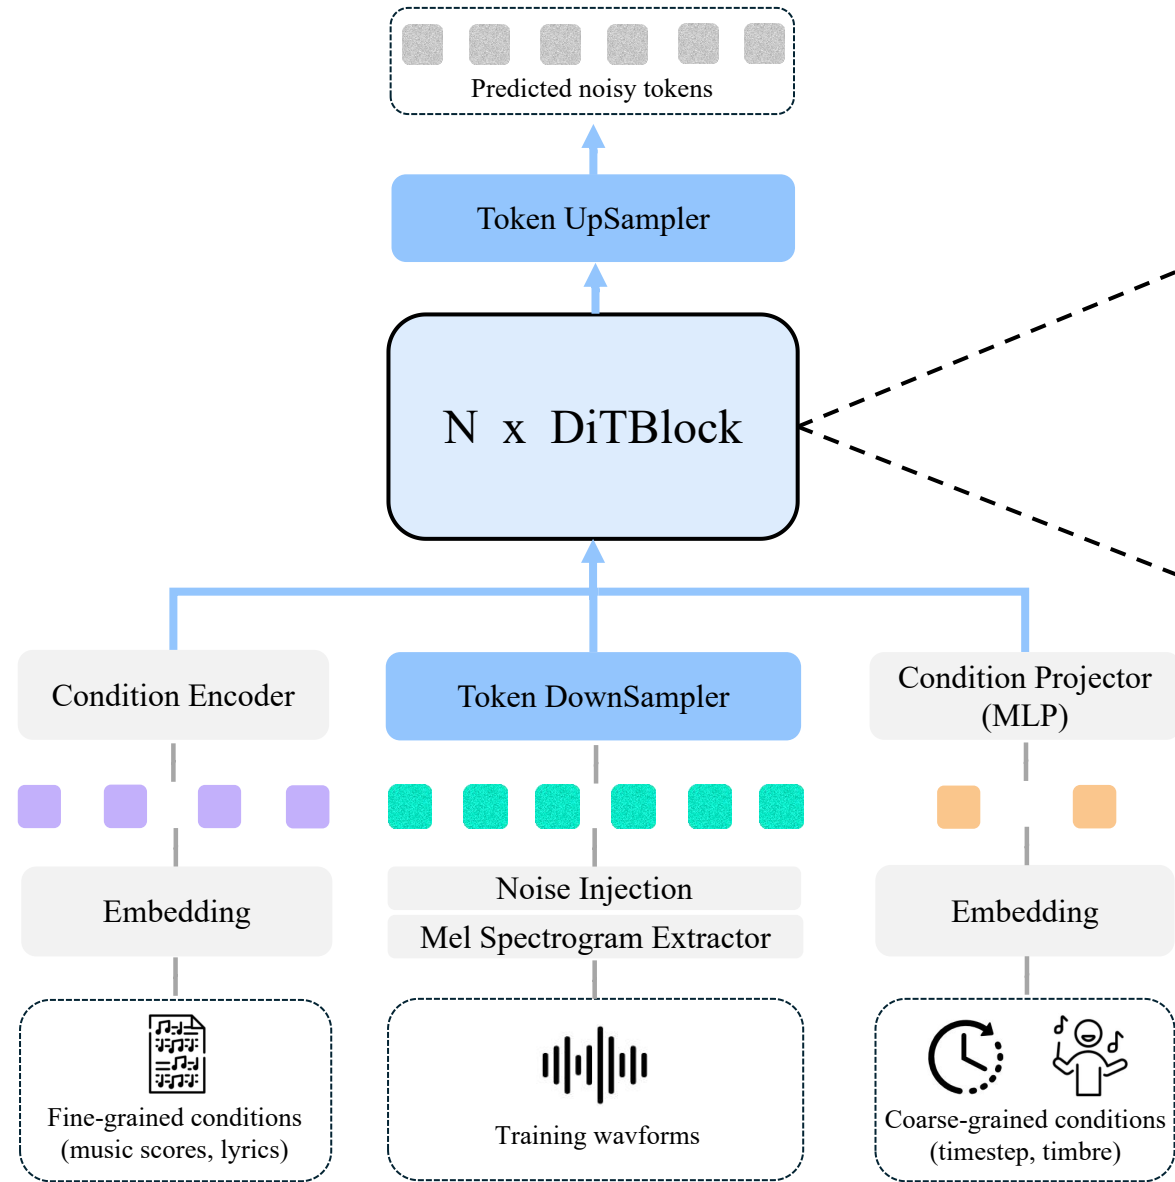 Predicted noisy tokens
Token UpSampler
N x DiTBlock
Condition Encoder
Token DownSampler
Condition Projector
(MLP)
Embedding
Noise Injection
Mel Spectrogram Extractor
Embedding
Fine-grained conditions
(music scores, lyrics)
Training wavforms
Coarse-grained conditions
(timestep, timbre)